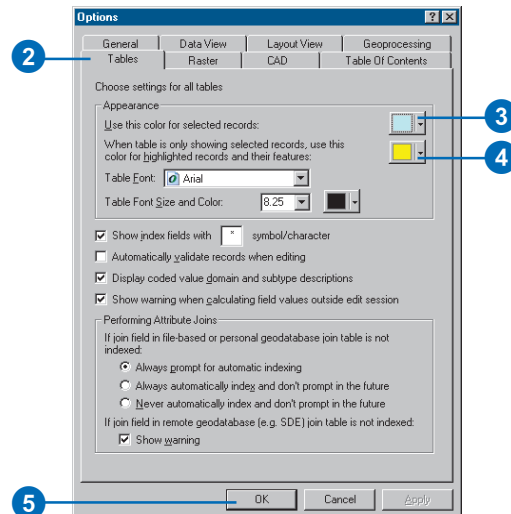 Options
General Data View Layout View Geoprocessing
2
Tables Raster CAD Table Of Contents
Choose settings for all tables
Appearance
Use this color for selected records:
3
When table is only showing selected records, use this
color for highlighted records and their features:
4
Table Font: Arial
Table Font Size and Color: 8.25
Show index fields with * symbol/character
Automatically validate records when editing
Display coded value domain and subtype descriptions
Show warning when calculating field values outside edit session
Performing Attribute Joins
If join field in file-based or personal geodatabase join table is not
indexed:
Always prompt for automatic indexing
Always automatically index and don't prompt in the future
Never automatically index and don't prompt in the future
If join field in remote geodatabase (e.g. SDE) join table is not indexed:
Show warning
5
OK Cancel Apply